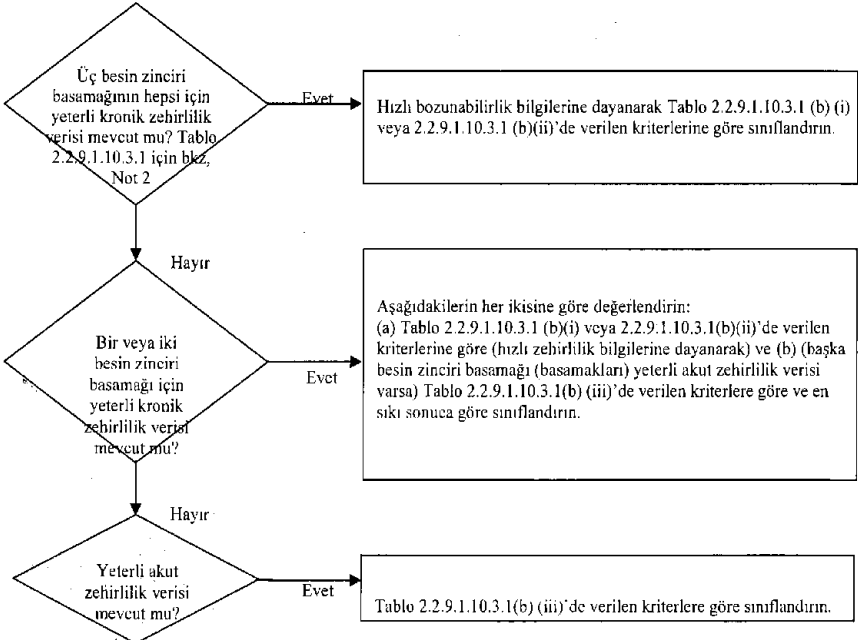 Üç besin zinciri
basamağının hepsi için
yeterli kronik zehirlilik
verisi mevcut mu? Tablo
2.2.9.1.10.3.1 için bkz,
Not 2
Evet
Hızlı bozunabilirlik bilgilerine dayanarak Tablo 2.2.9.1.10.3.1 (b) (i)
veya 2.2.9.1.10.3.1 (b)(ii)’de verilen kriterlerine göre sınıflandırın.
Hayır
Bir veya iki
besin zinciri
basamağı için
yeterli kronik
zehirlilik verisi
mevcut mu?
Evet
Aşağıdakilerin her ikisine göre değerlendirin:
(a) Tablo 2.2.9.1.10.3.1 (b)(i) veya 2.2.9.1.10.3.1(b)(ii)’de verilen
kriterlerine göre (hızlı zehirlilik bilgilerine dayanarak) ve (b) (başka
besin zinciri basamağı (basamakları) yeterli akut zehirlilik verisi
varsa) Tablo 2.2.9.1.10.3.1(b) (iii)’de verilen kriterlere göre ve en
sıkı sonuca göre sınıflandırın.
Hayır
Yeterli akut
zehirlilik verisi
mevcut mu?
Evet
Tablo 2.2.9.1.10.3.1(b) (iii)’de verilen kriterlere göre sınıflandırın.